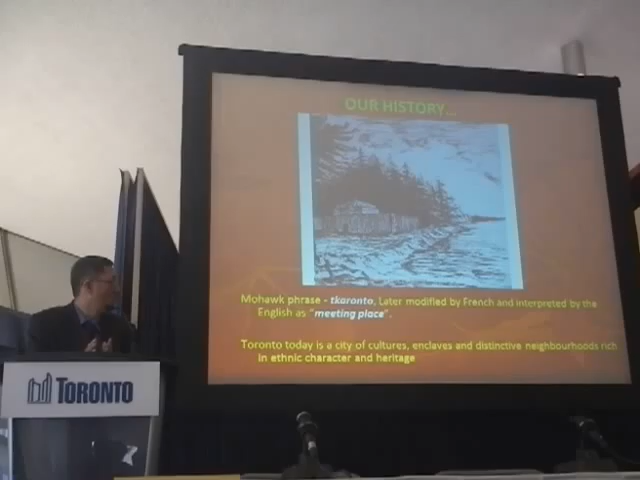 OUR HISTORY...
Mohawk phrase - tkaronto, Later modified by French and interpreted by the
English as "meeting place".
Toronto today is a city of cultures, enclaves and distinctive neighbourhoods rich
in ethnic character and heritage
TORONTO